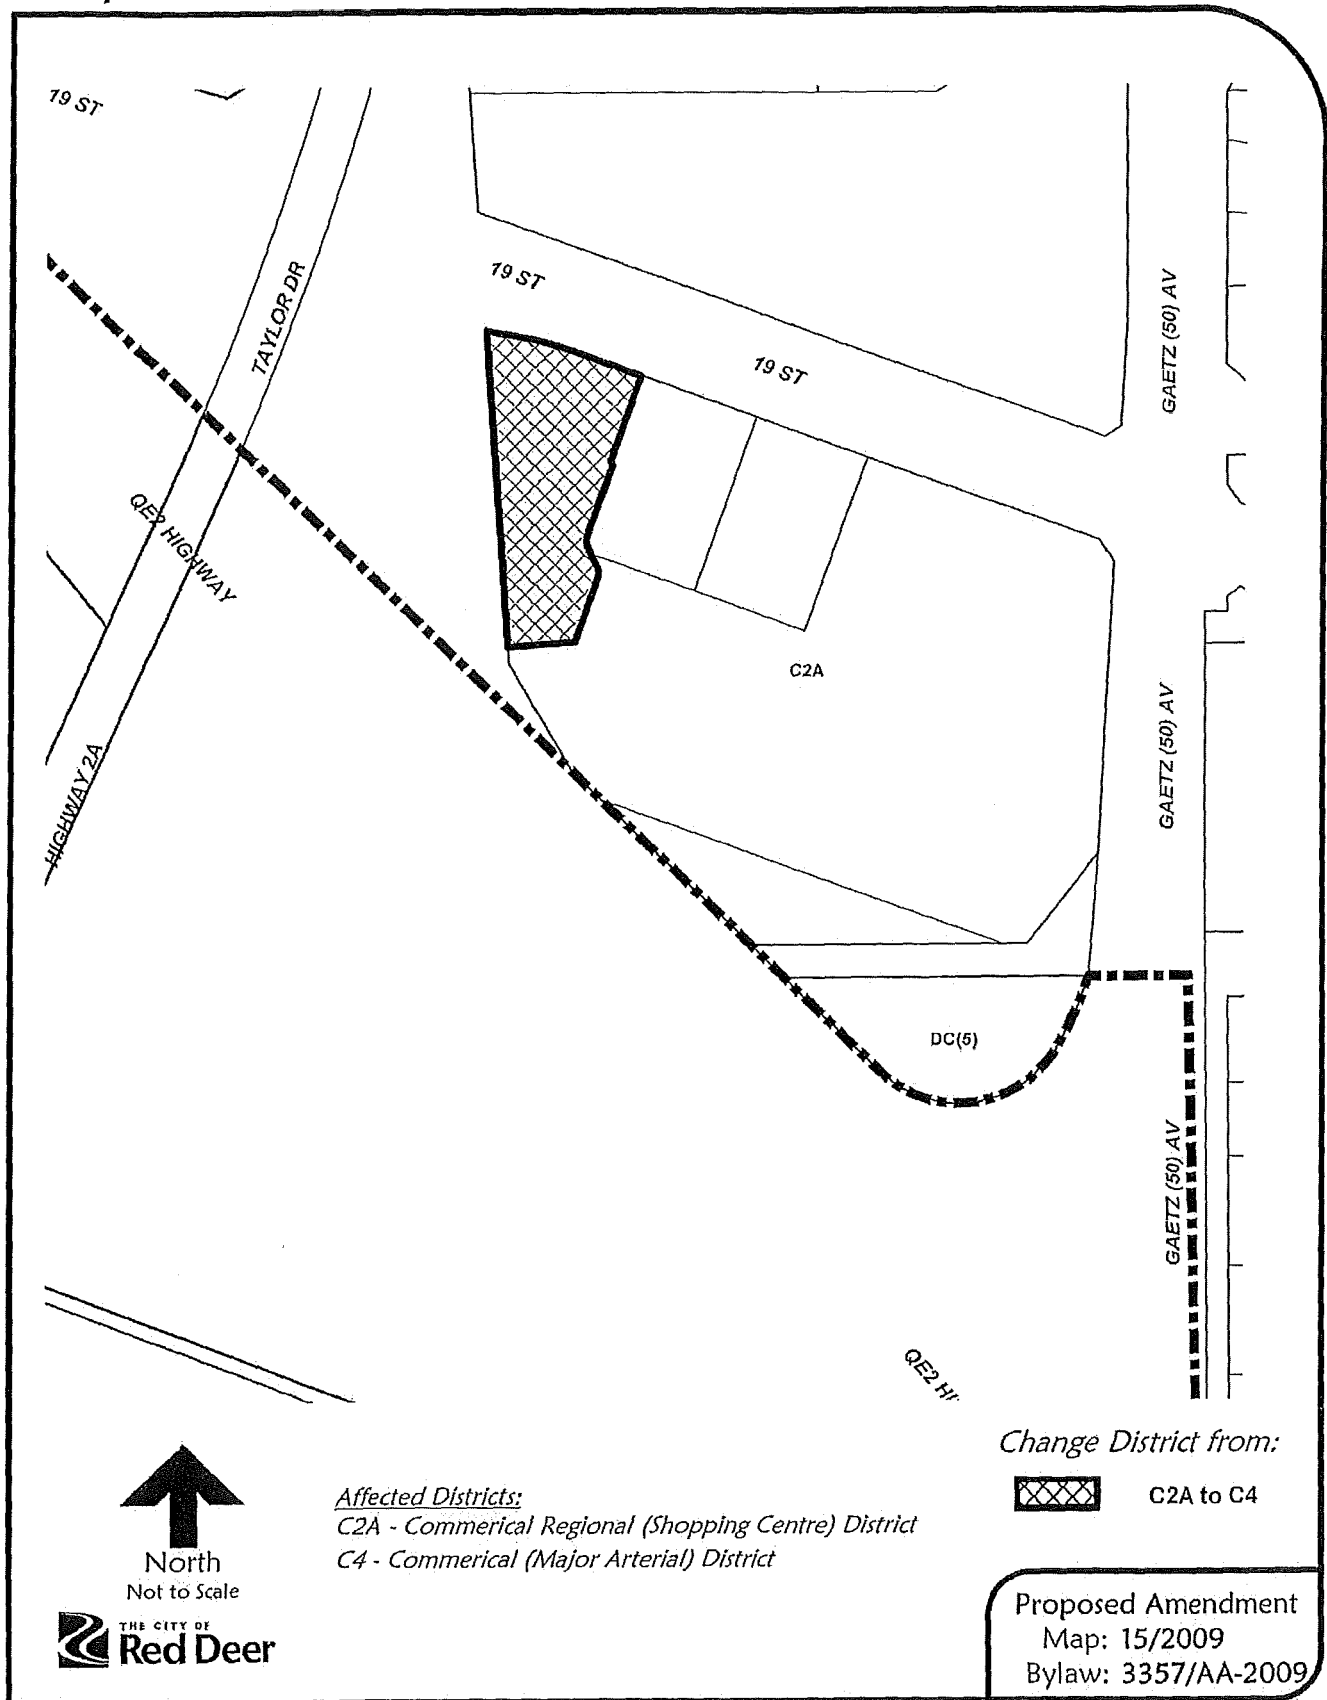 19 ST
TAYLOR DR
19 ST
GAETZ (50) AV
19 ST
QE2 HIGHWAY
C2A
GAETZ (50) AV
HIGHWAY 2A
DC(5)
GAETZ (50) AV
QE2
Change District from:
C2A to C4
Affected Districts:
C2A - Commerical Regional (Shopping Centre) District
C4 - Commerical (Major Arterial) District
North
Not to Scale
THE CITY OF
Red Deer
Proposed Amendment
Map: 15/2009
Bylaw: 3357/AA-2009